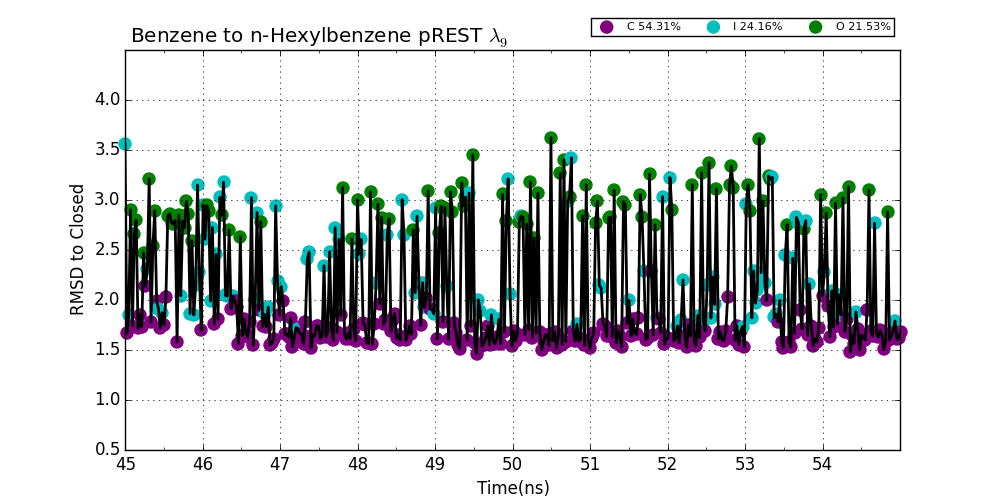 Benzene to n-Hexylbenzene pREST λ₉
C 54.31% I 24.16% O 21.53%
RMSD to Closed
4.0
3.5
3.0
2.5
2.0
1.5
1.0
0.5
45 46 47 48 49 50 51 52 53 54
Time(ns)